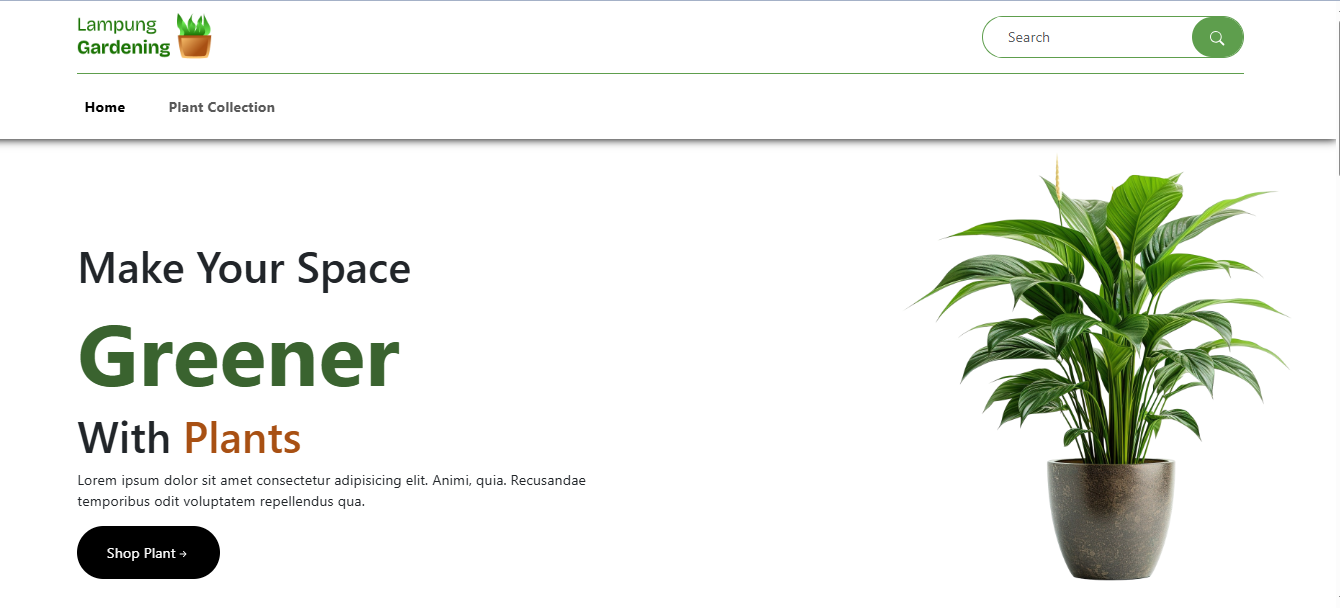 Lampung
Gardening
Search
Home
Plant Collection
Make Your Space
Greener
With Plants
Lorem ipsum dolor sit amet consectetur adipisicing elit. Animi, quia. Recusandae
temporibus odit voluptatem repellendus qua.
Shop Plant →